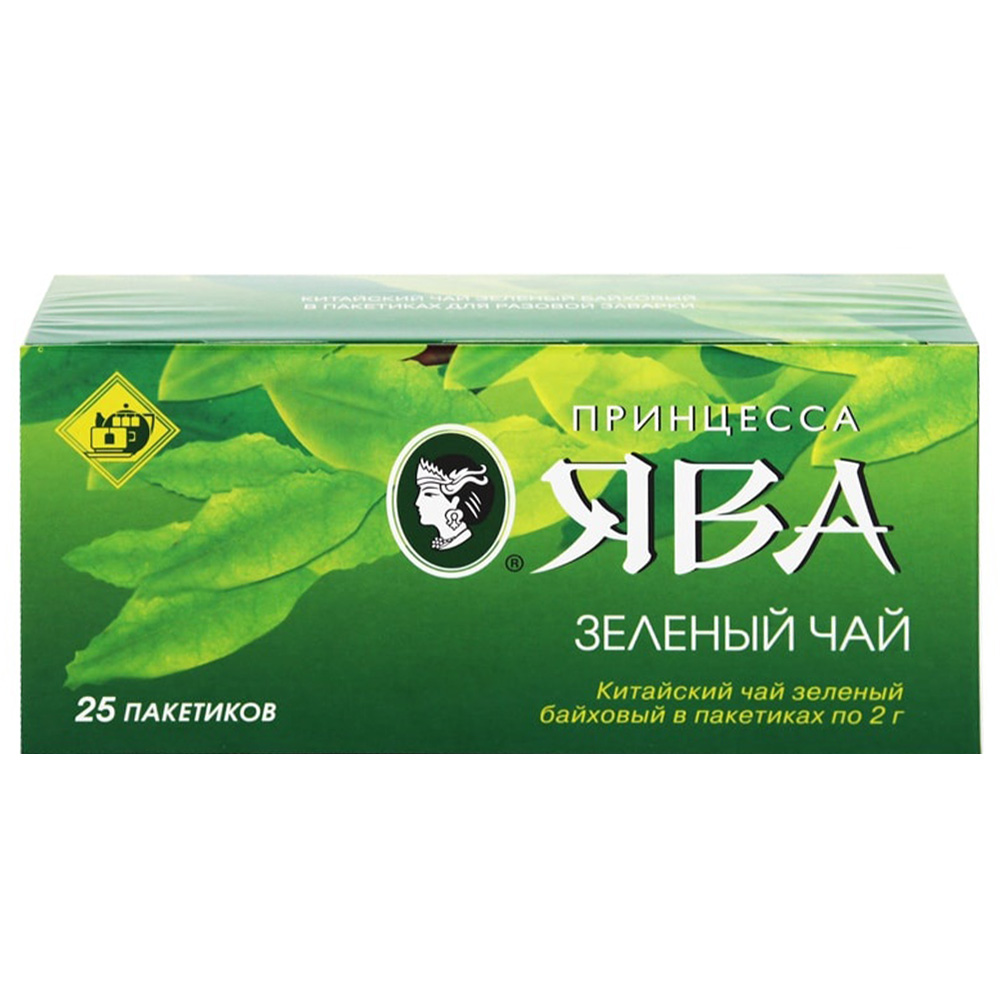 КИТАЙСКИЙ ЧАЙ ЗЕЛЕНЫЙ БАЙХОВЫЙ
В ПАКЕТИКАХ ДЛЯ РАЗОВОЙ ЗАВАРКИ
ПРИНЦЕССА
ЯВА
®
ЗЕЛЕНЫЙ ЧАЙ
Китайский чай зеленый
байховый в пакетиках по 2 г
25 ПАКЕТИКОВ